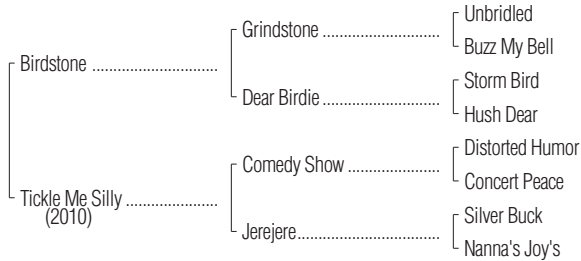 Unbridled
Grindstone ....................................
Buzz My Bell
Birdstone ......................................
Storm Bird
Dear Birdie ....................................
Hush Dear
Distorted Humor
Comedy Show ............................
Concert Peace
Tickle Me Silly ............................
(2010)
Silver Buck
Jerejere...........................................
Nanna's Joy's